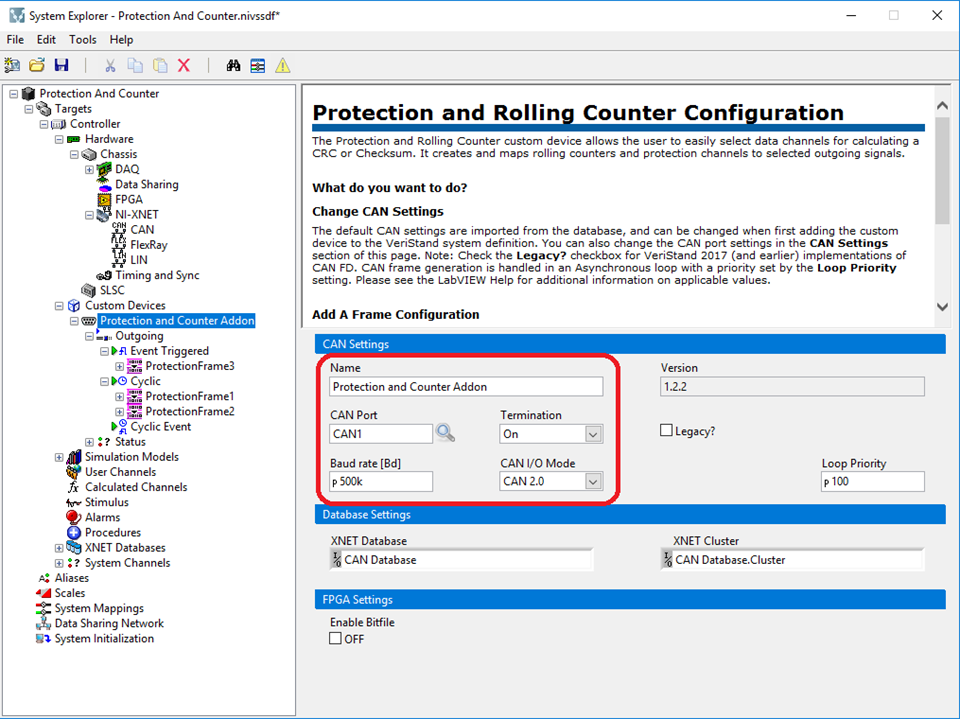 System Explorer - Protection And Counter.nivssdf*
File Edit Tools Help
Protection And Counter
Targets
Controller
Hardware
Chassis
DAQ
Data Sharing
FPGA
NI-XNET
CAN
FlexRay
LIN
Timing and Sync
SLSC
Custom Devices
Protection and Counter Addon
Outgoing
Event Triggered
ProtectionFrame3
Cyclic
ProtectionFrame1
ProtectionFrame2
Cyclic Event
Status
Simulation Models
User Channels
Calculated Channels
Stimulus
Alarms
Procedures
XNET Databases
System Channels
Aliases
Scales
System Mappings
Data Sharing Network
System Initialization
Protection and Rolling Counter Configuration
The Protection and Rolling Counter custom device allows the user to easily select data channels for calculating a
CRC or Checksum. It creates and maps rolling counters and protection channels to selected outgoing signals.
What do you want to do?
Change CAN Settings
The default CAN settings are imported from the database, and can be changed when first adding the custom
device to the VeriStand system definition. You can also change the CAN port settings in the CAN Settings
section of this page. Note: Check the Legacy? checkbox for VeriStand 2017 (and earlier) implementations of
CAN FD. CAN frame generation is handled in an Asynchronous loop with a priority set by the Loop Priority
setting. Please see the LabVIEW Help for additional information on applicable values.
Add A Frame Configuration
CAN Settings
Name Version
Protection and Counter Addon 1.2.2
CAN Port Termination
CAN1 On Legacy?
Baud rate [Bd] CAN I/O Mode Loop Priority
p 500k CAN 2.0 p 100
Database Settings
XNET Database XNET Cluster
CAN Database CAN Database.Cluster
FPGA Settings
Enable Bitfile
OFF